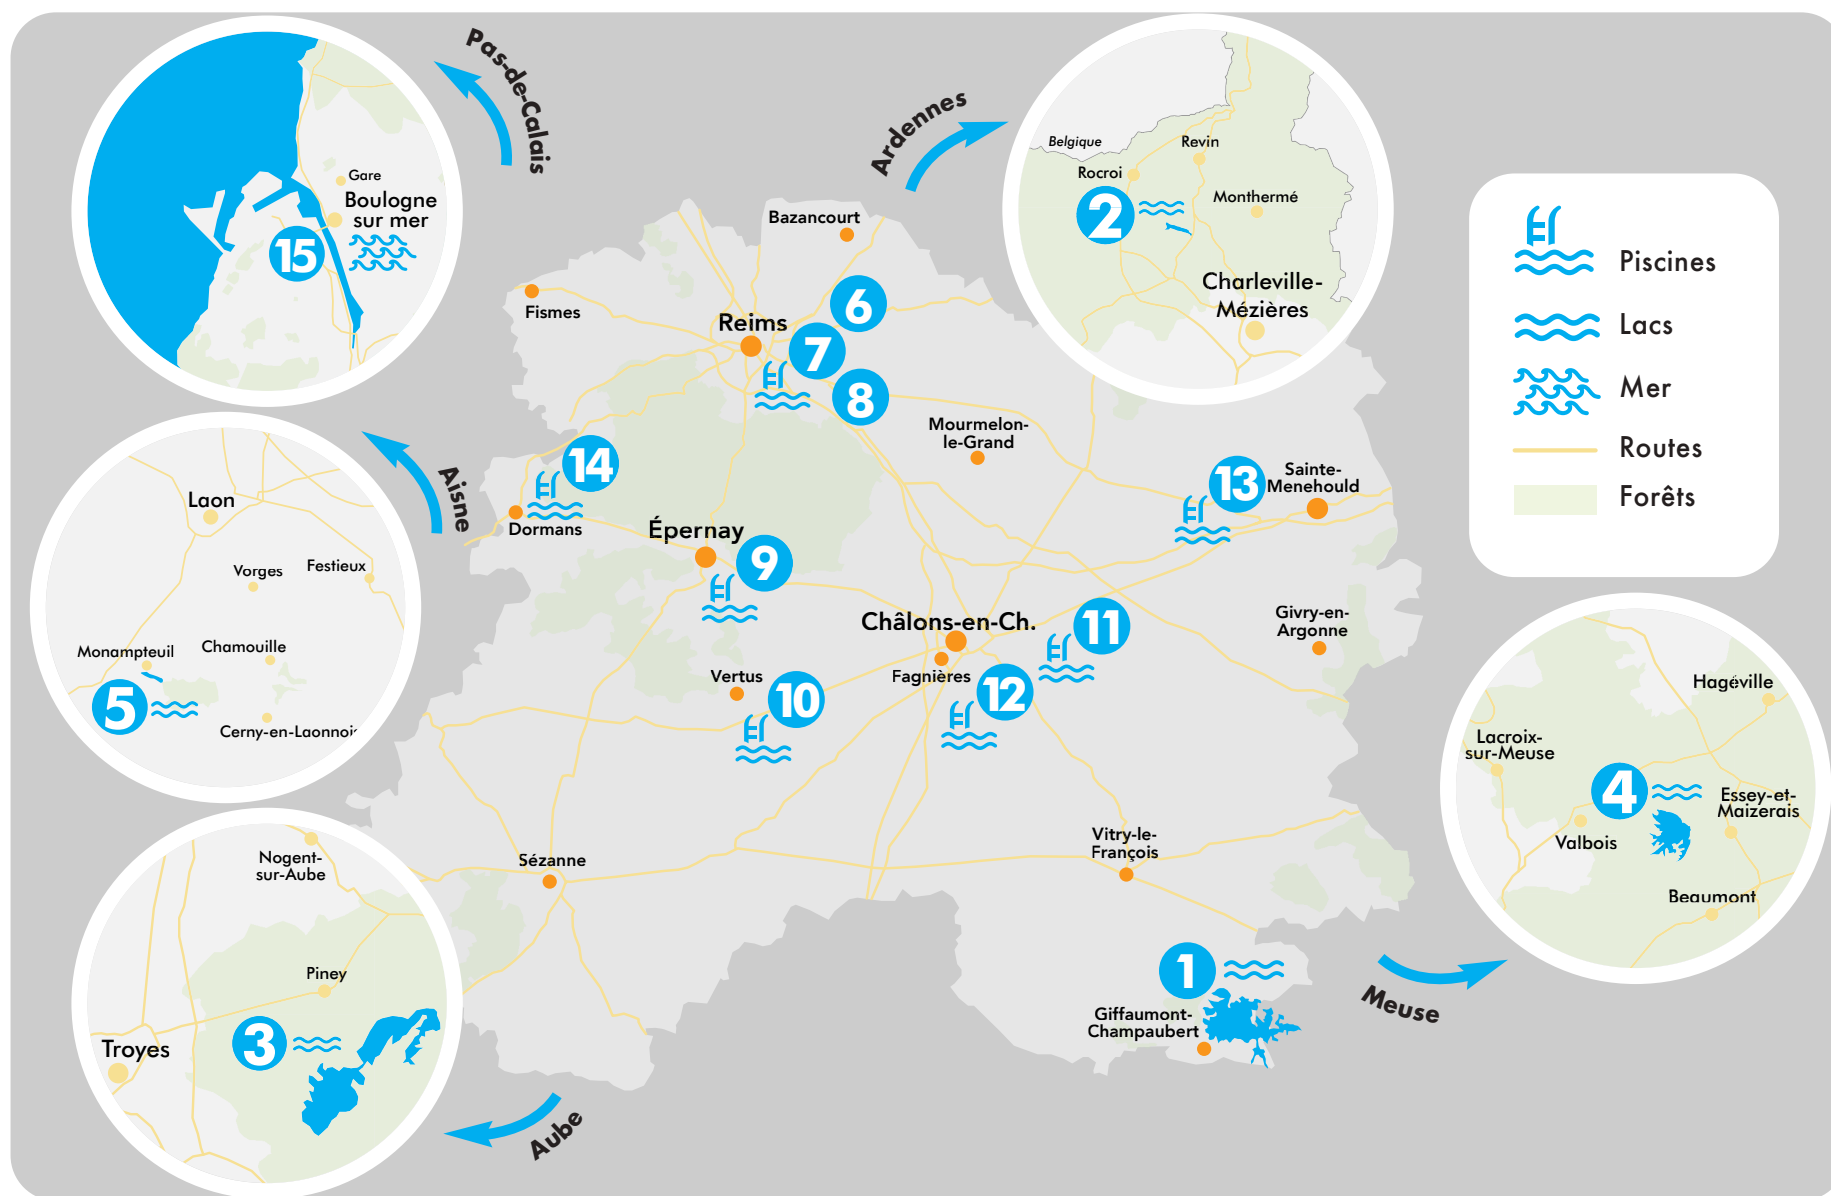 Pas-de-Calais
Gare
Boulogne
sur mer
15
Ardennes
Belgique
Revin
Rocroi
2
Monthermé
Charleville-
Mézières
Piscines
Lacs
Mer
Routes
Forêts
Bazancourt
Fismes
Reims
6
7
8
Mourmelon-
le-Grand
14
Dormans
13
Sainte-
Menehould
Épernay
9
Châlons-en-Ch.
11
Fagnières
12
Vertus
10
Givry-en-
Argonne
Aisne
Laon
Vorges
Festieux
Monampteuil
Chamouille
5
Cerny-en-Laonnois
Hagéville
Lacroix-
sur-Meuse
4
Essey-et-
Maizerais
Valbois
Beaumont
Meuse
Sézanne
Vitry-le-
François
1
Giffaumont-
Champaubert
Nogent-
sur-Aube
Piney
3
Troyes
Aube